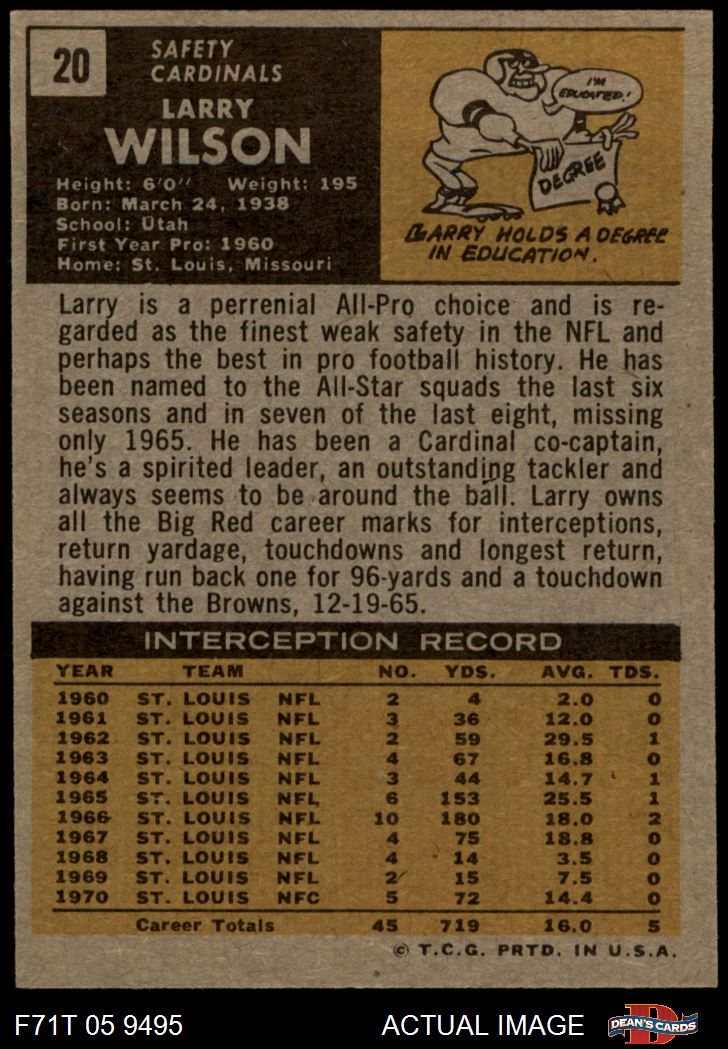 20
SAFETY
CARDINALS
LARRY
WILSON
Height: 6'0" Weight: 195
Born: March 24, 1938
School: Utah
First Year Pro: 1960
Home: St. Louis, Missouri
I'M
EDUCATED!
DEGREE
LARRY HOLDS A DEGREE
IN EDUCATION.
Larry is a perrenial All-Pro choice and is re-
garded as the finest weak safety in the NFL and
perhaps the best in pro football history. He has
been named to the All-Star squads the last six
seasons and in seven of the last eight, missing
only 1965. He has been a Cardinal co-captain,
he's a spirited leader, an outstanding tackler and
always seems to be around the ball. Larry owns
all the Big Red career marks for interceptions,
return yardage, touchdowns and longest return,
having run back one for 96-yards and a touchdown
against the Browns, 12-19-65.
INTERCEPTION RECORD
YEAR TEAM NO. YDS. AVG. TDS.
1960 ST. LOUIS NFL 2 4 2.0 0
1961 ST. LOUIS NFL 3 36 12.0 0
1962 ST. LOUIS NFL 2 59 29.5 1
1963 ST. LOUIS NFL 4 67 16.8 0
1964 ST. LOUIS NFL 3 44 14.7 1
1965 ST. LOUIS NFL 6 153 25.5 1
1966 ST. LOUIS NFL 10 180 18.0 2
1967 ST. LOUIS NFL 4 75 18.8 0
1968 ST. LOUIS NFL 4 14 3.5 0
1969 ST. LOUIS NFL 2 15 7.5 0
1970 ST. LOUIS NFC 5 72 14.4 0
Career Totals 45 719 16.0 5
© T.C.G. PRTD. IN U.S.A.
F71T 05 9495 ACTUAL IMAGE
D
DEAN'S CARDS